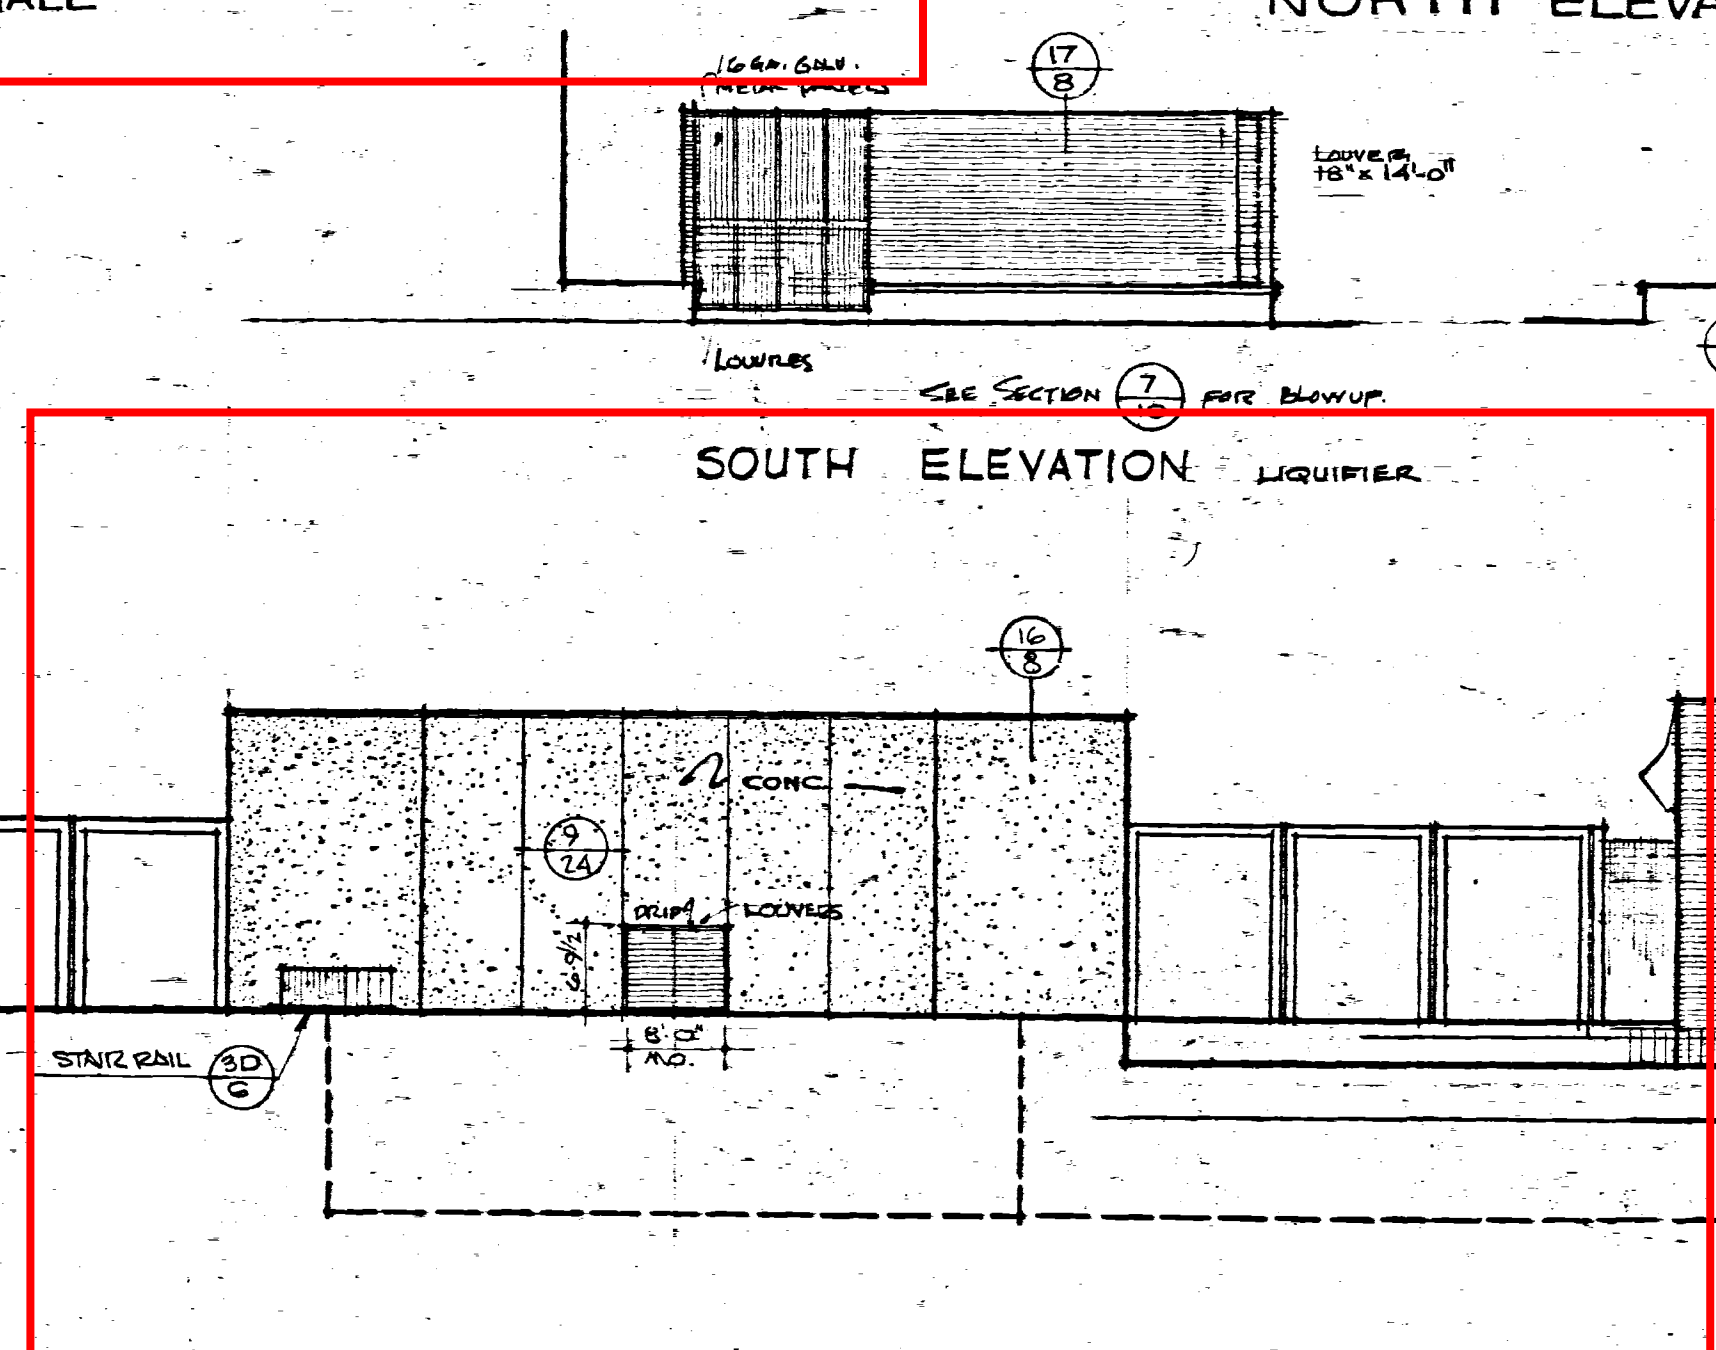 NORTH ELEVA
17
8
16 GA. GALV.
METAL PANELS
LOUVER
18" x 14'-0"
LOUVRES
SEE SECTION 7 FOR BLOWUP.
10
SOUTH ELEVATION LIQUIFIER
16
8
CONC.
9
24
DRIP LOUVERS
6'-9 1/2
8'-0"
M.O.
STAIR RAIL 3D
6